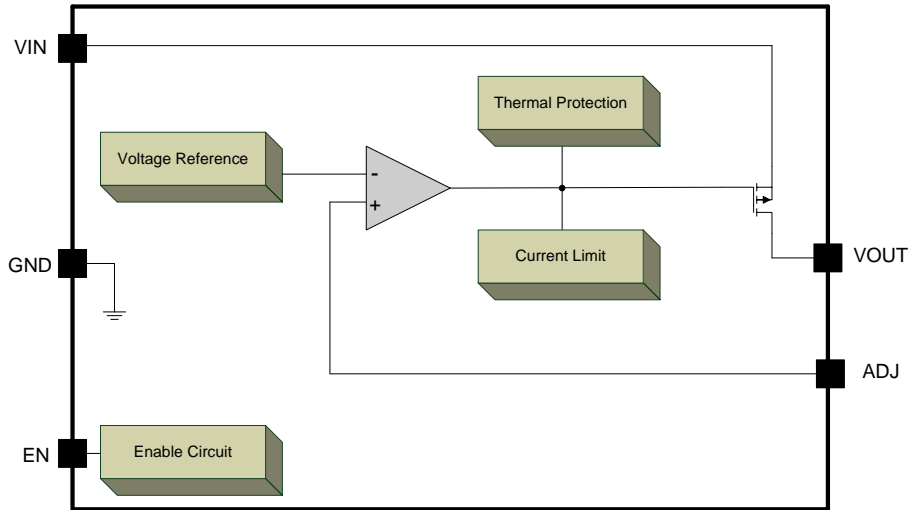 VIN
Thermal Protection
Voltage Reference
-
+
GND
Current Limit
VOUT
ADJ
EN
Enable Circuit